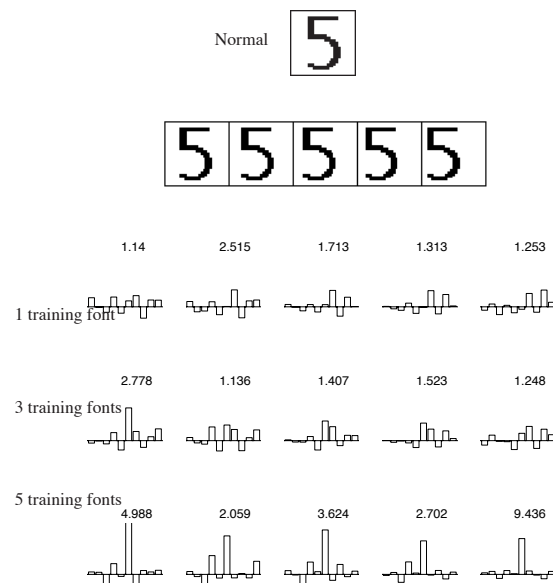 Normal
5
5 5 5 5 5
1.14 2.515 1.713 1.313 1.253
1 training font
2.778 1.136 1.407 1.523 1.248
3 training fonts
5 training fonts
4.988 2.059 3.624 2.702 9.436